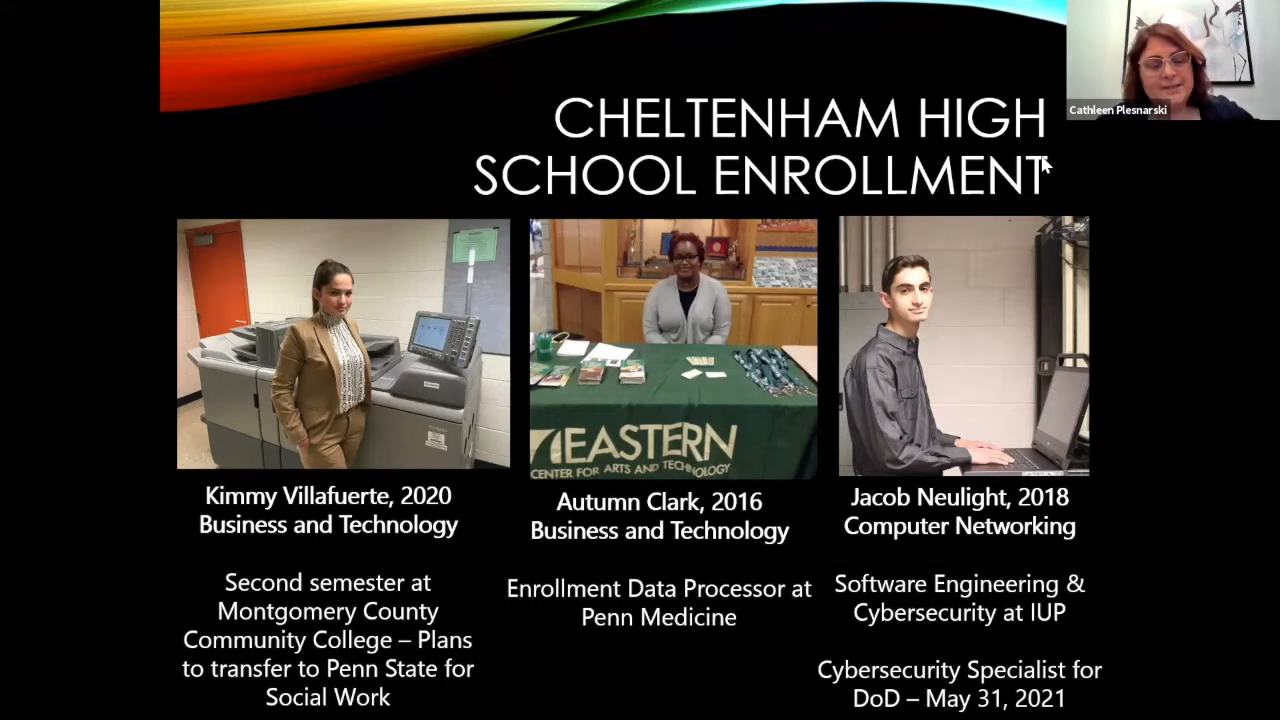 CHELTENHAM HIGH
SCHOOL ENROLLMENT
Cathleen Plesnarski
EASTERN
CENTER FOR ARTS AND TECHNOLOGY
Kimmy Villafuerte, 2020
Business and Technology
Second semester at
Montgomery County
Community College – Plans
to transfer to Penn State for
Social Work
Autumn Clark, 2016
Business and Technology
Enrollment Data Processor at
Penn Medicine
Jacob Neulight, 2018
Computer Networking
Software Engineering &
Cybersecurity at IUP
Cybersecurity Specialist for
DoD – May 31, 2021